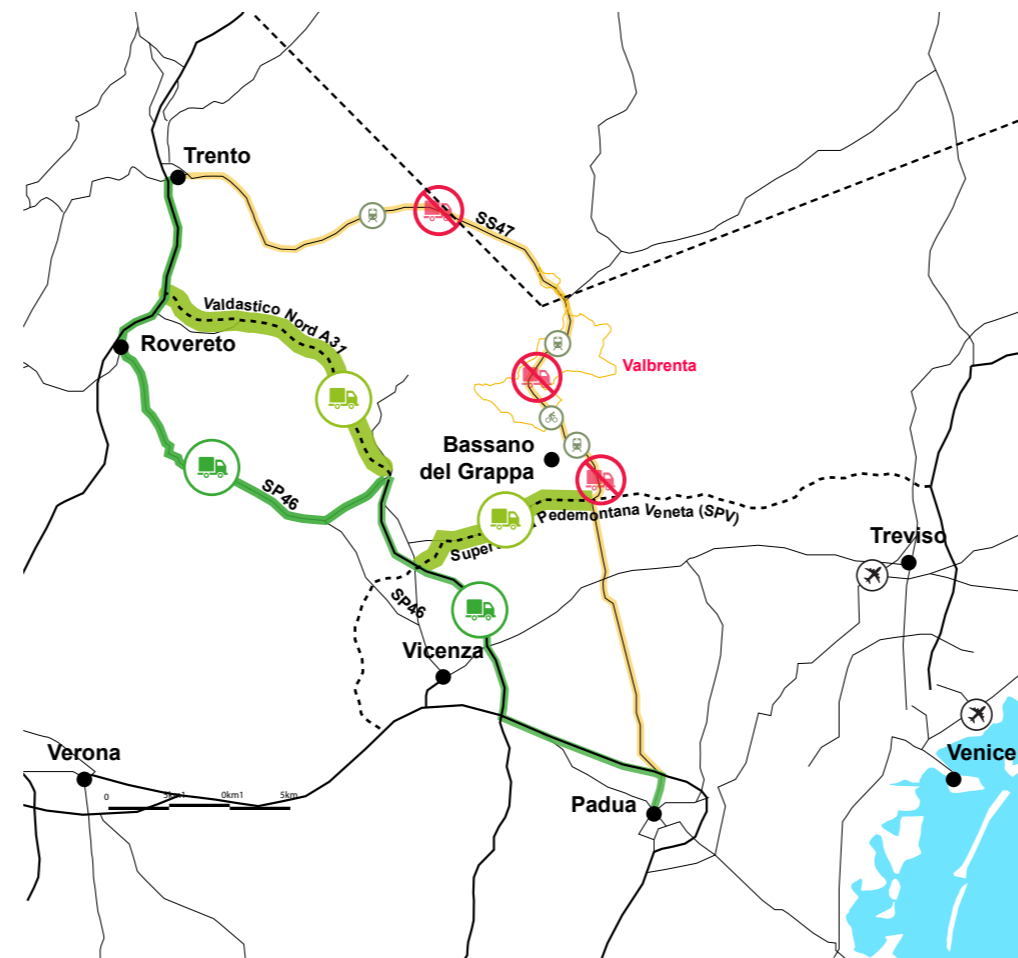 Trento
SS47
Valdastico Nord A31
Rovereto
Valbrenta
Bassano
del Grappa
SP46
Pedemontana Veneta (SPV)
Treviso
SP46
Vicenza
Verona
Venice
0
0km1
5km
Padua